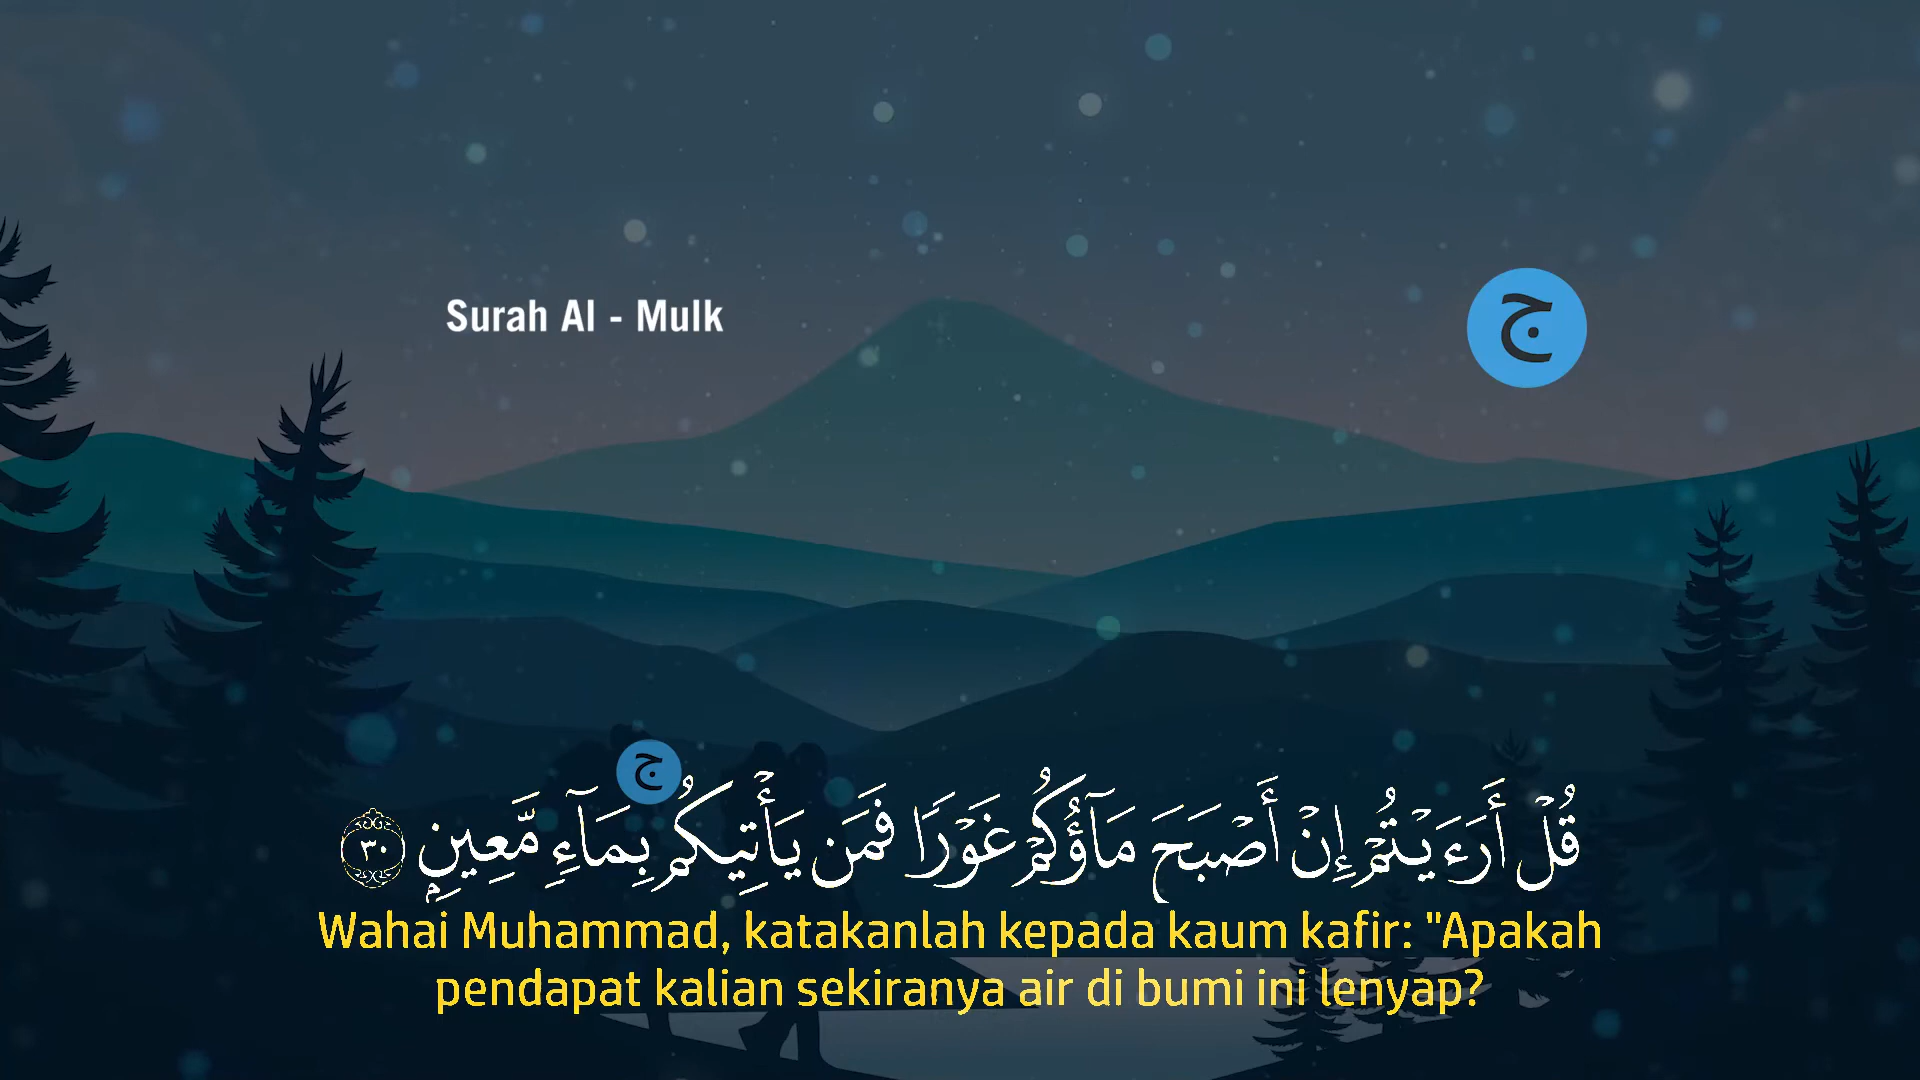 Surah Al - Mulk
ج
ج
قُلْ أَرَءَيْتُمْ إِنْ أَصْبَحَ مَآؤُكُمْ غَوْرًا فَمَن يَأْتِيكُم بِمَآءٍ مَّعِينٍۭ ٣٠
Wahai Muhammad, katakanlah kepada kaum kafir: "Apakah
pendapat kalian sekiranya air di bumi ini lenyap?